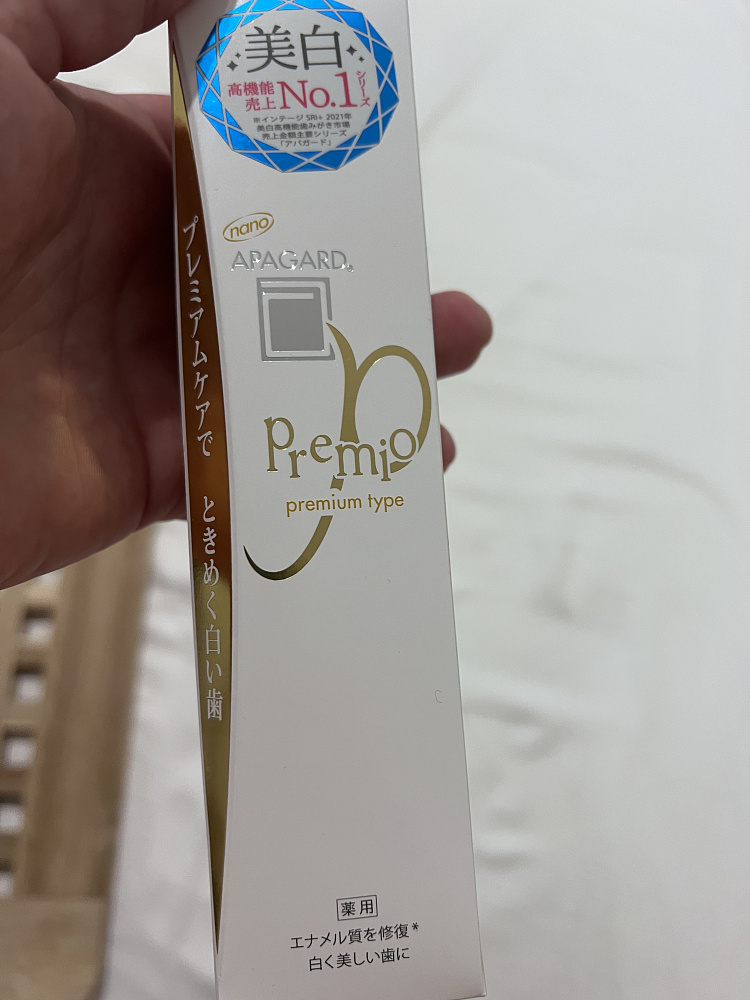 美白
高機能
売上 No.1 シリーズ
※インテージ SRI+ 2021年
美白高機能歯みがき市場
売上金額主要シリーズ
「アパガード」
nano
APAGARD®
Premio
premium type
プレミアムケアで ときめく白い歯
薬用
エナメル質を修復*
白く美しい歯に